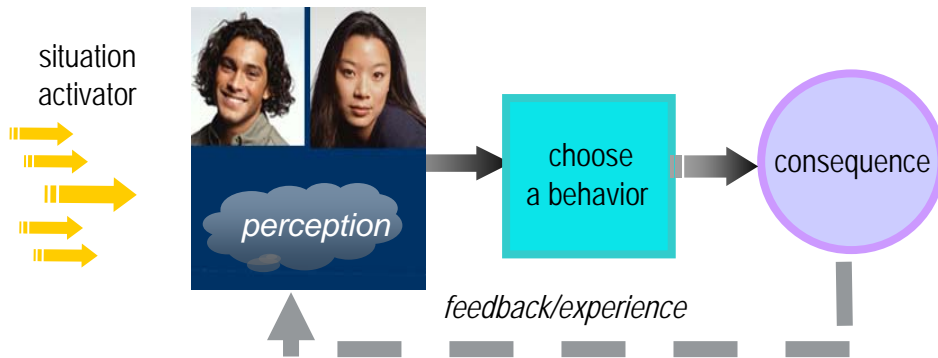 situation
activator
perception
choose
a behavior
consequence
feedback/experience